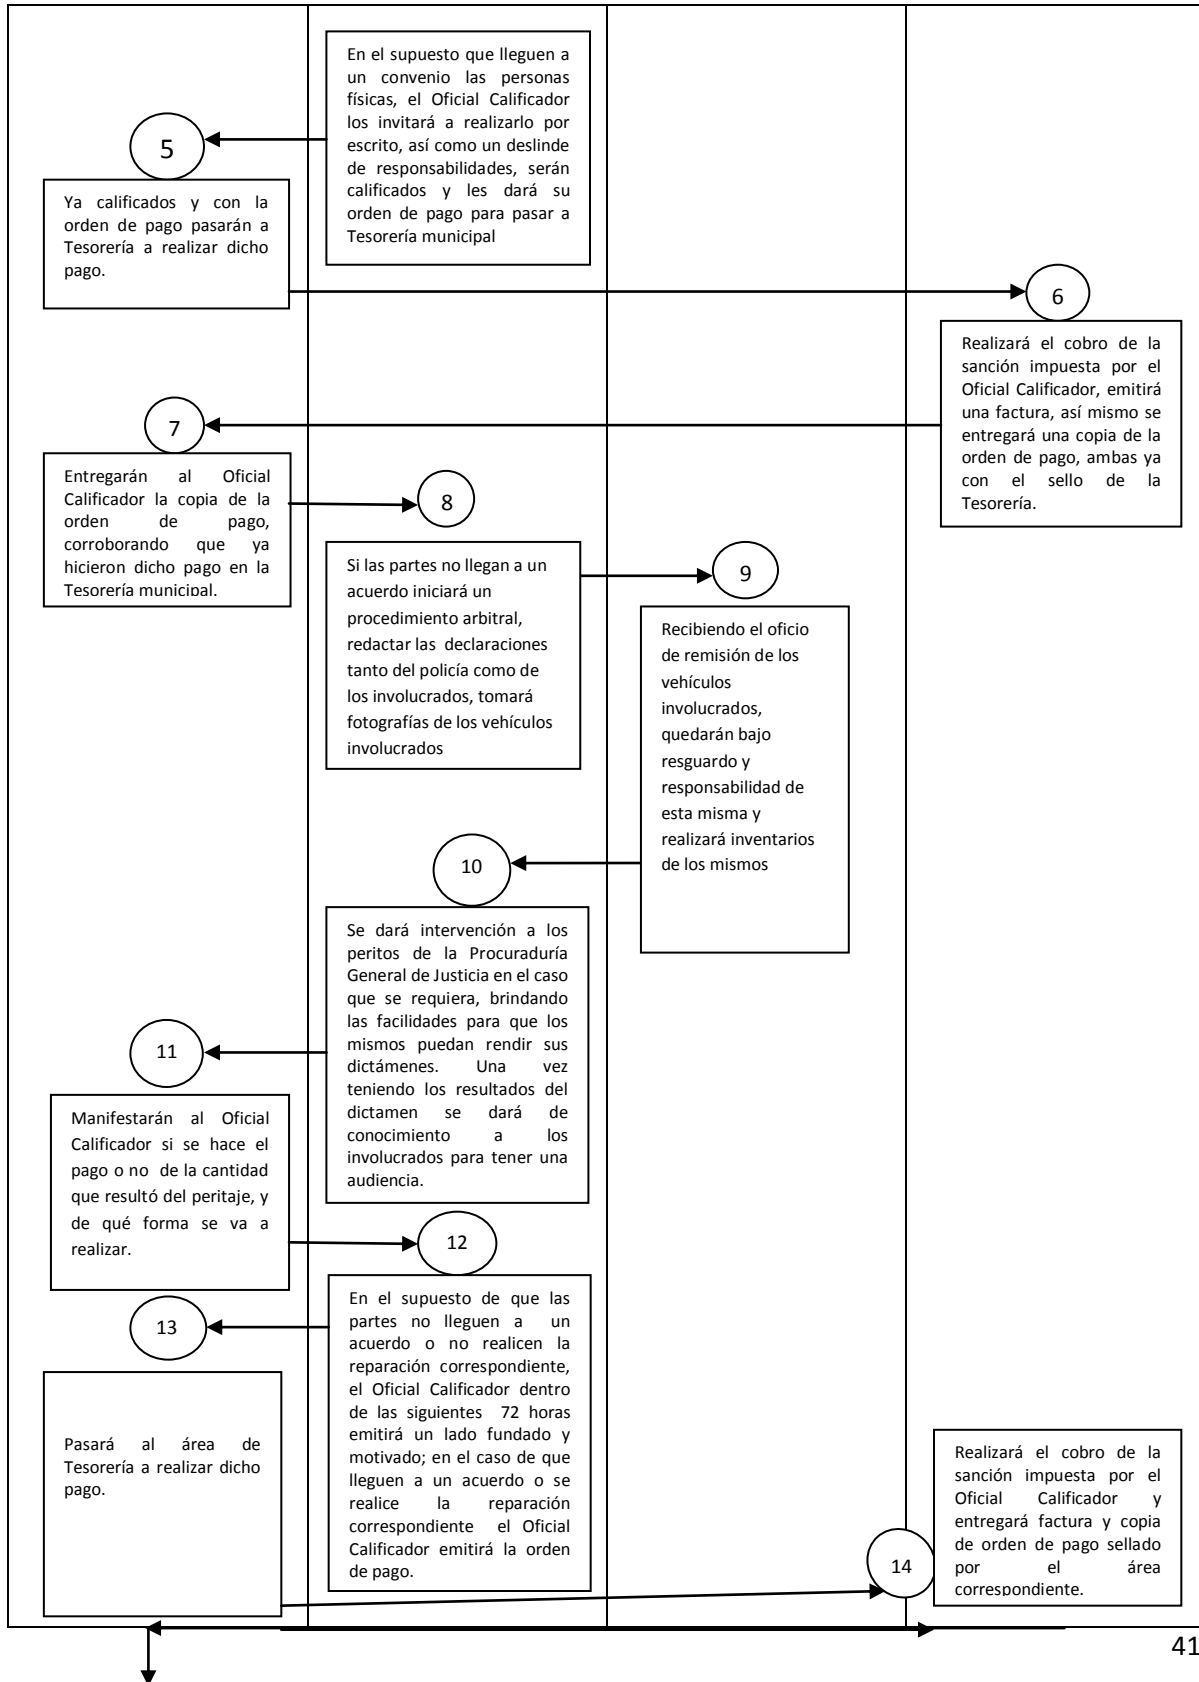 En el supuesto que lleguen a
un convenio las personas
físicas, el Oficial Calificador
los invitará a realizarlo por
escrito, así como un deslinde
de responsabilidades, serán
calificados y les dará su
orden de pago para pasar a
Tesorería municipal
5
Ya calificados y con la
orden de pago pasarán a
Tesorería a realizar dicho
pago.
6
Realizará el cobro de la
sanción impuesta por el
Oficial Calificador, emitirá
una factura, así mismo se
entregará una copia de la
orden de pago, ambas ya
con el sello de la
Tesorería.
7
Entregarán al Oficial
Calificador la copia de la
orden de pago,
corroborando que ya
hicieron dicho pago en la
Tesorería municipal.
8
Si las partes no llegan a un
acuerdo iniciará un
procedimiento arbitral,
redactar las declaraciones
tanto del policía como de
los involucrados, tomará
fotografías de los vehículos
involucrados
9
Recibiendo el oficio
de remisión de los
vehículos
involucrados,
quedarán bajo
resguardo y
responsabilidad de
esta misma y
realizará inventarios
de los mismos
10
Se dará intervención a los
peritos de la Procuraduría
General de Justicia en el caso
que se requiera, brindando
las facilidades para que los
mismos puedan rendir sus
dictámenes. Una vez
teniendo los resultados del
dictamen se dará de
conocimiento a los
involucrados para tener una
audiencia.
11
Manifestarán al Oficial
Calificador si se hace el
pago o no de la cantidad
que resultó del peritaje, y
de qué forma se va a
realizar.
12
En el supuesto de que las
partes no lleguen a un
acuerdo o no realicen la
reparación correspondiente,
el Oficial Calificador dentro
de las siguientes 72 horas
emitirá un lado fundado y
motivado; en el caso de que
lleguen a un acuerdo o se
realice la reparación
correspondiente el Oficial
Calificador emitirá la orden
de pago.
13
Pasará al área de
Tesorería a realizar dicho
pago.
14
Realizará el cobro de la
sanción impuesta por el
Oficial Calificador y
entregará factura y copia
de orden de pago sellado
por el área
correspondiente.
41